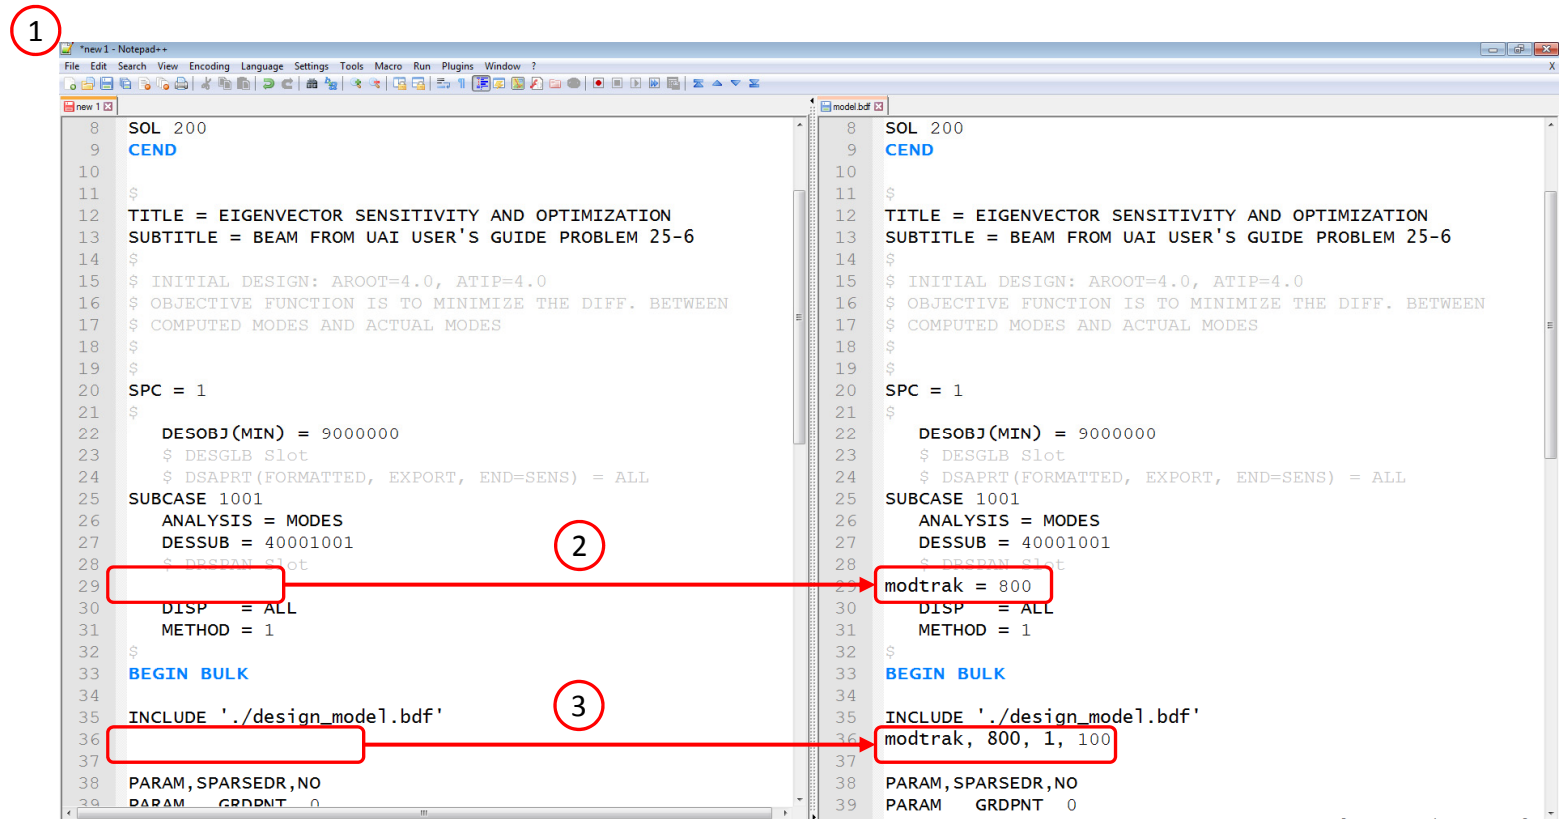 1
*new 1 - Notepad++
File Edit Search View Encoding Language Settings Tools Macro Run Plugins Window ? X
new 1
8 SOL 200
9 CEND
10
11 $
12 TITLE = EIGENVECTOR SENSITIVITY AND OPTIMIZATION
13 SUBTITLE = BEAM FROM UAI USER'S GUIDE PROBLEM 25-6
14 $
15 $ INITIAL DESIGN: AROOT=4.0, ATIP=4.0
16 $ OBJECTIVE FUNCTION IS TO MINIMIZE THE DIFF. BETWEEN
17 $ COMPUTED MODES AND ACTUAL MODES
18 $
19 $
20 SPC = 1
21 $
22 DESOBJ(MIN) = 9000000
23 $ DESGLB Slot
24 $ DSAPRT(FORMATTED, EXPORT, END=SENS) = ALL
25 SUBCASE 1001
26 ANALYSIS = MODES
27 DESSUB = 40001001
28 $ DRSPAN Slot
29
30 DISP = ALL
31 METHOD = 1
32 $
33 BEGIN BULK
34
35 INCLUDE './design_model.bdf'
36
37
38 PARAM,SPARSEDR,NO
39 PARAM GRDPNT 0
2
3
model.bdf
8 SOL 200
9 CEND
10
11 $
12 TITLE = EIGENVECTOR SENSITIVITY AND OPTIMIZATION
13 SUBTITLE = BEAM FROM UAI USER'S GUIDE PROBLEM 25-6
14 $
15 $ INITIAL DESIGN: AROOT=4.0, ATIP=4.0
16 $ OBJECTIVE FUNCTION IS TO MINIMIZE THE DIFF. BETWEEN
17 $ COMPUTED MODES AND ACTUAL MODES
18 $
19 $
20 SPC = 1
21 $
22 DESOBJ(MIN) = 9000000
23 $ DESGLB Slot
24 $ DSAPRT(FORMATTED, EXPORT, END=SENS) = ALL
25 SUBCASE 1001
26 ANALYSIS = MODES
27 DESSUB = 40001001
28 $ DRSPAN Slot
29 modtrak = 800
30 DISP = ALL
31 METHOD = 1
32 $
33 BEGIN BULK
34
35 INCLUDE './design_model.bdf'
36 modtrak, 800, 1, 100
37
38 PARAM,SPARSEDR,NO
39 PARAM GRDPNT 0